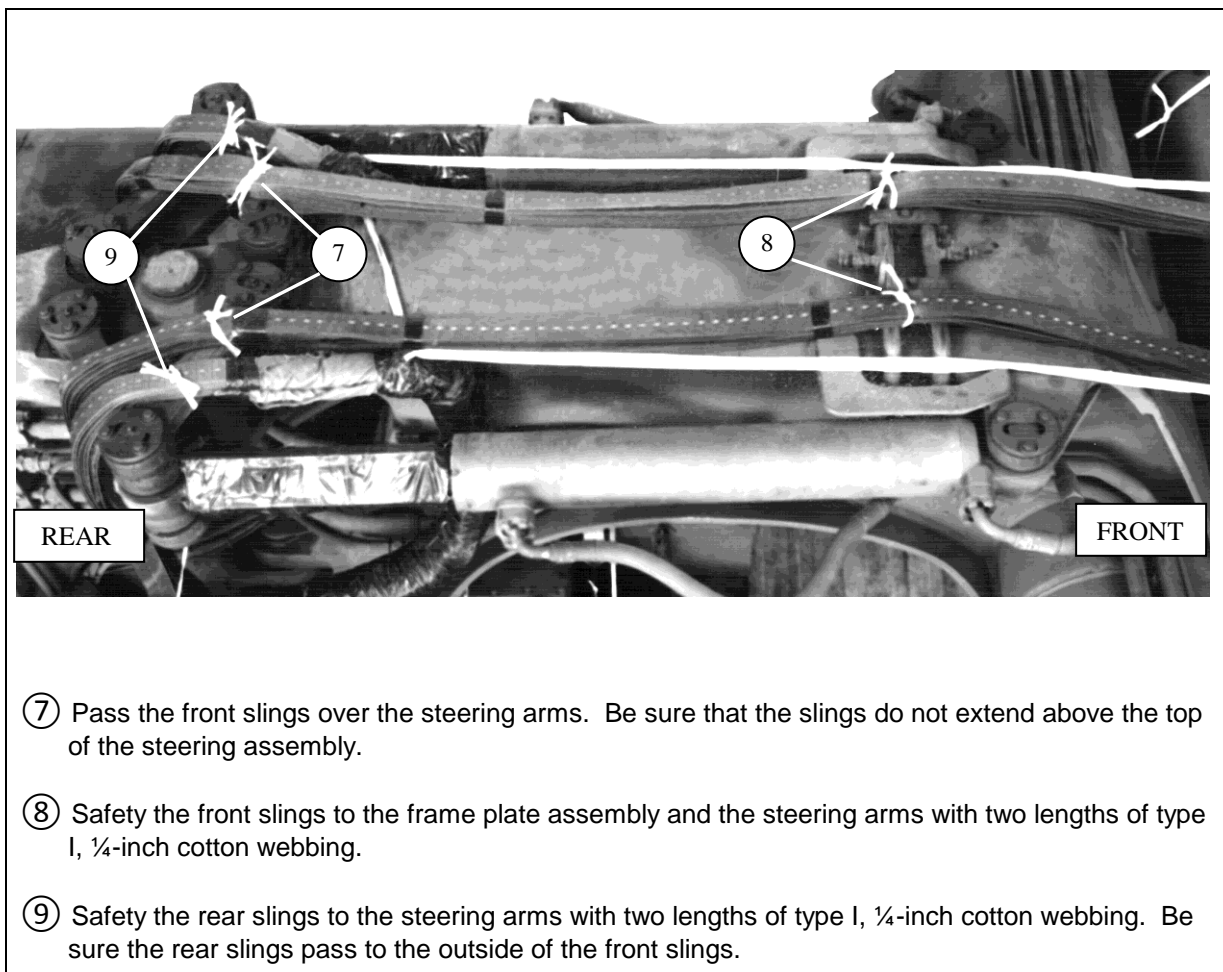 9
7
8
REAR
FRONT
⑦ Pass the front slings over the steering arms. Be sure that the slings do not extend above the top
of the steering assembly.
⑧ Safety the front slings to the frame plate assembly and the steering arms with two lengths of type
I, ¼-inch cotton webbing.
⑨ Safety the rear slings to the steering arms with two lengths of type I, ¼-inch cotton webbing. Be
sure the rear slings pass to the outside of the front slings.